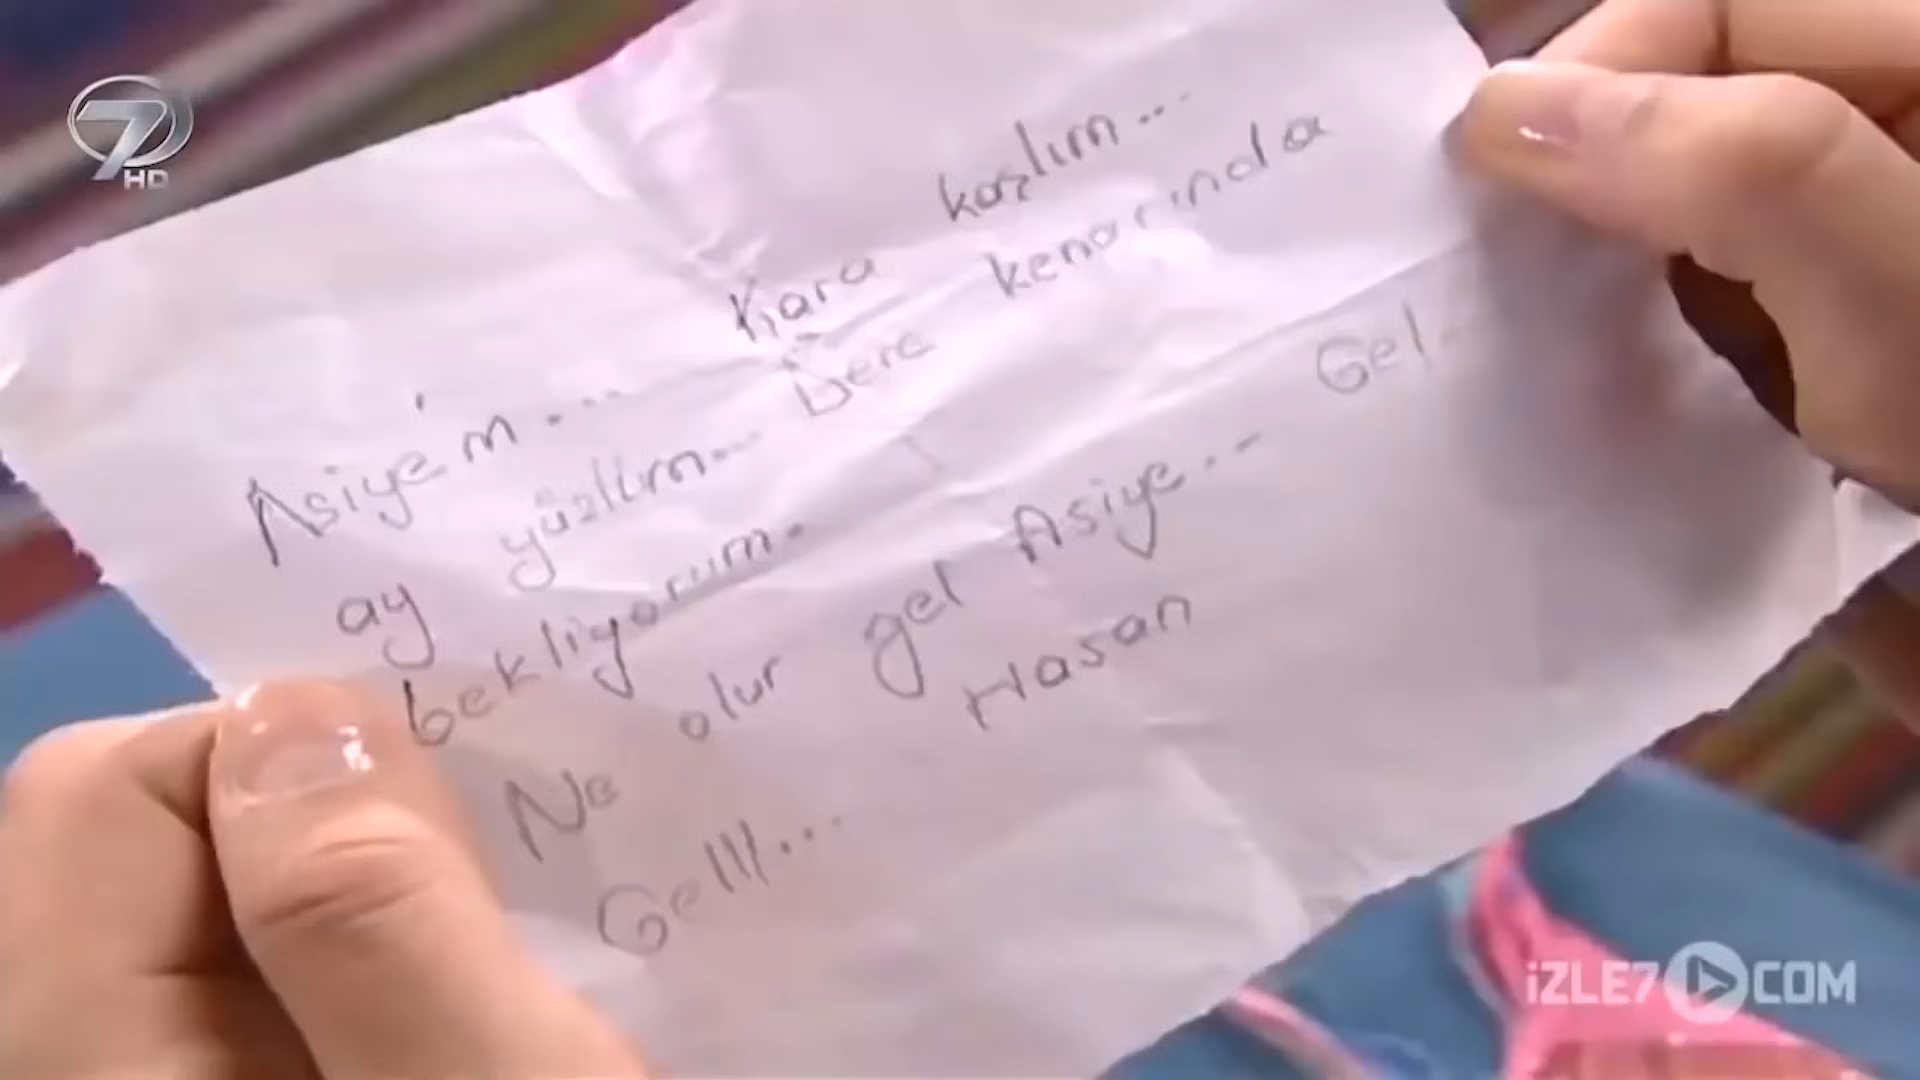 7 HD
Asiye'm.... Kara kaşlım...
ay yüzlüm... Dere kenarında
bekliyorum. Gel..
Ne olur gel Asiye...
Gelll... Hasan
iZLE7 COM